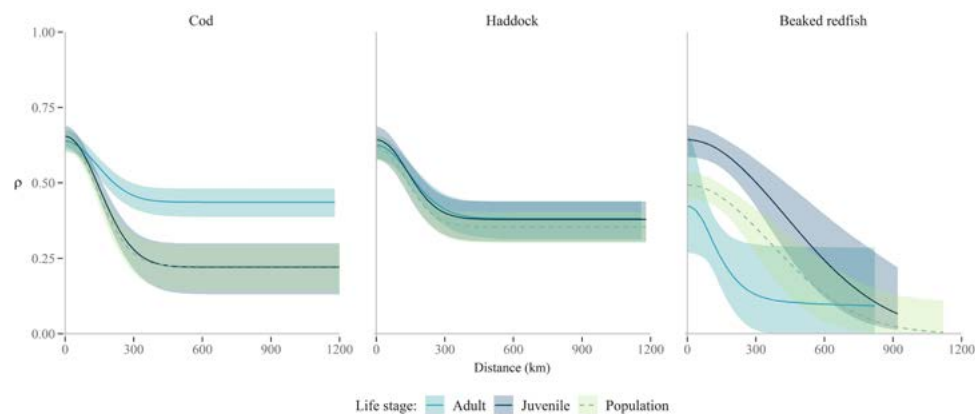 Cod Haddock Beaked redfish
1.00
0.75
ρ 0.50
0.25
0.00
0 300 600 900 1200 0 300 600 900 1200 0 300 600 900 1200
Distance (km)
Life stage: Adult Juvenile Population